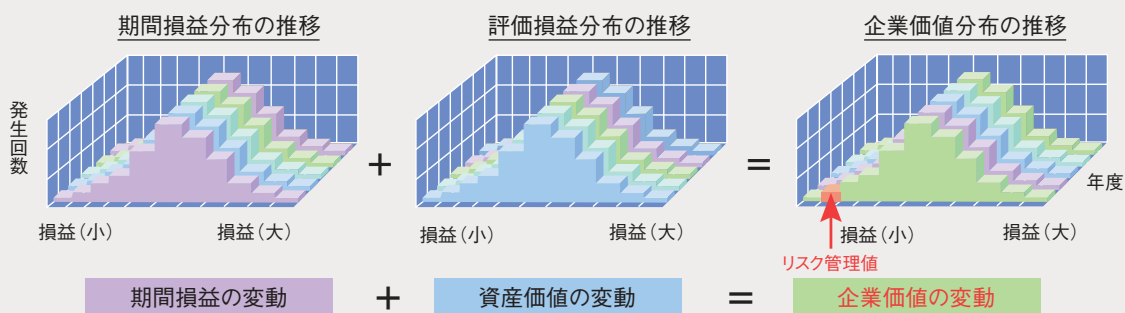 期間損益分布の推移
評価損益分布の推移
企業価値分布の推移
発生回数
+
=
年度
損益（小）
損益（大）
損益（小）
損益（大）
損益（小）
損益（大）
リスク管理値
期間損益の変動 + 資産価値の変動 = 企業価値の変動